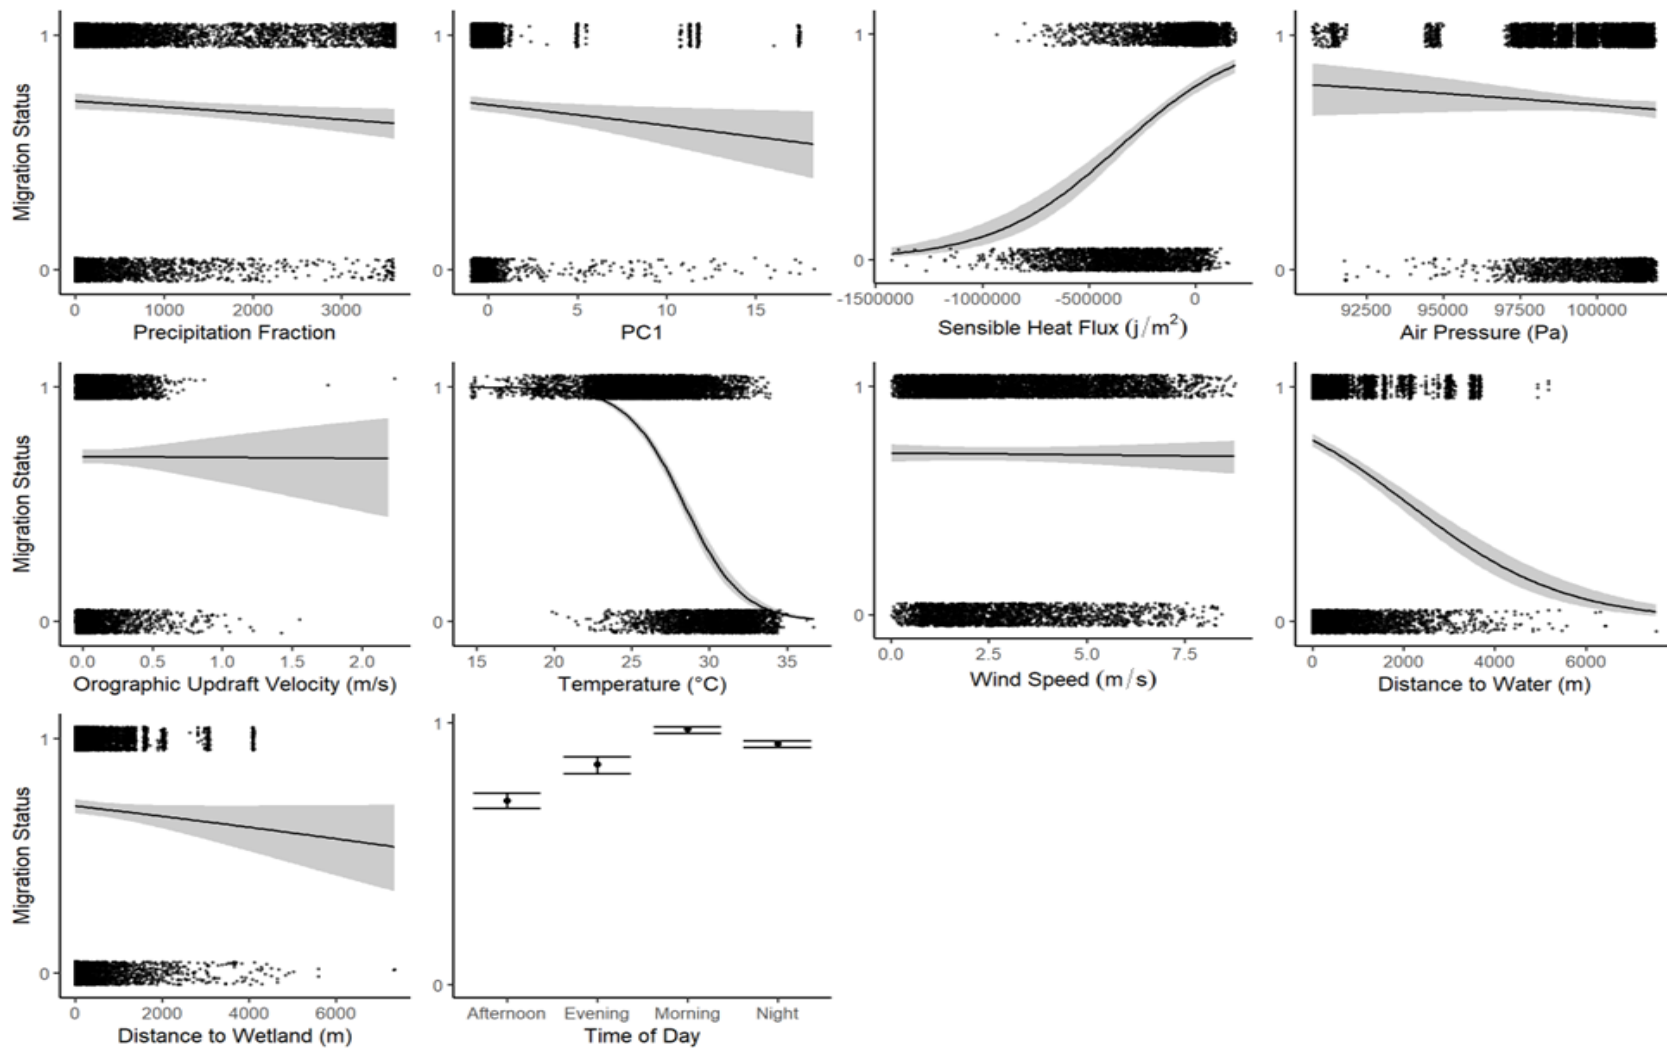 Migration Status
1
0
0 1000 2000 3000
Precipitation Fraction
1
0
0 5 10 15
PC1
1
0
-1500000 -1000000 -500000 0
Sensible Heat Flux (j/m²)
1
0
92500 95000 97500 100000
Air Pressure (Pa)
Migration Status
1
0
0.0 0.5 1.0 1.5 2.0
Orographic Updraft Velocity (m/s)
1
0
15 20 25 30 35
Temperature (°C)
1
0
0.0 2.5 5.0 7.5
Wind Speed (m/s)
1
0
0 2000 4000 6000
Distance to Water (m)
Migration Status
1
0
0 2000 4000 6000
Distance to Wetland (m)
1
0
Afternoon Evening Morning Night
Time of Day